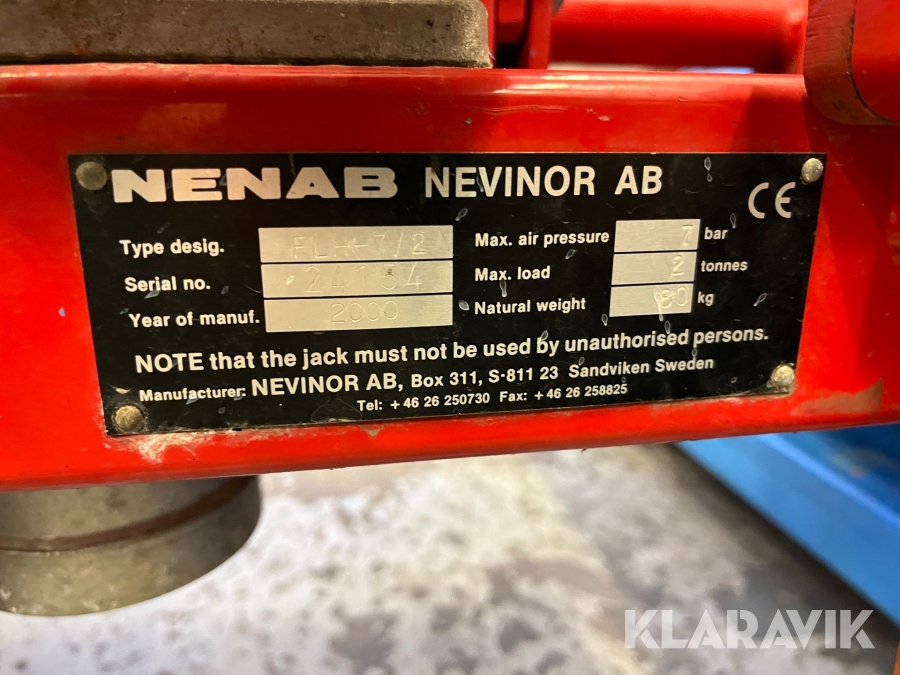 NENAB NEVINOR AB
CE
Type desig. FLH-7/2 Max. air pressure 7 bar
Serial no. 24184 Max. load 2 tonnes
Year of manuf. 2000 Natural weight 80 kg
NOTE that the jack must not be used by unauthorised persons.
Manufacturer: NEVINOR AB, Box 311, S-811 23 Sandviken Sweden
Tel: +46 26 250730 Fax: +46 26 258825
KLARAVIK